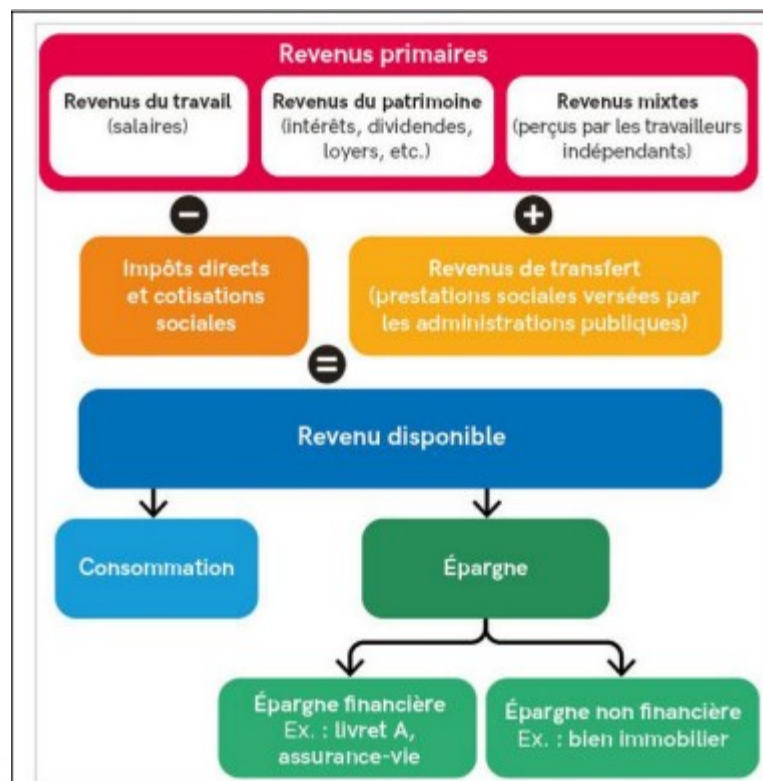 Revenus primaires
Revenus du travail
(salaires)
Revenus du patrimoine
(intérêts, dividendes,
loyers, etc.)
Revenus mixtes
(perçus par les travailleurs
indépendants)
−
+
Impôts directs
et cotisations
sociales
Revenus de transfert
(prestations sociales versées par
les administrations publiques)
=
Revenu disponible
Consommation
Épargne
Épargne financière
Ex. : livret A,
assurance-vie
Épargne non financière
Ex. : bien immobilier